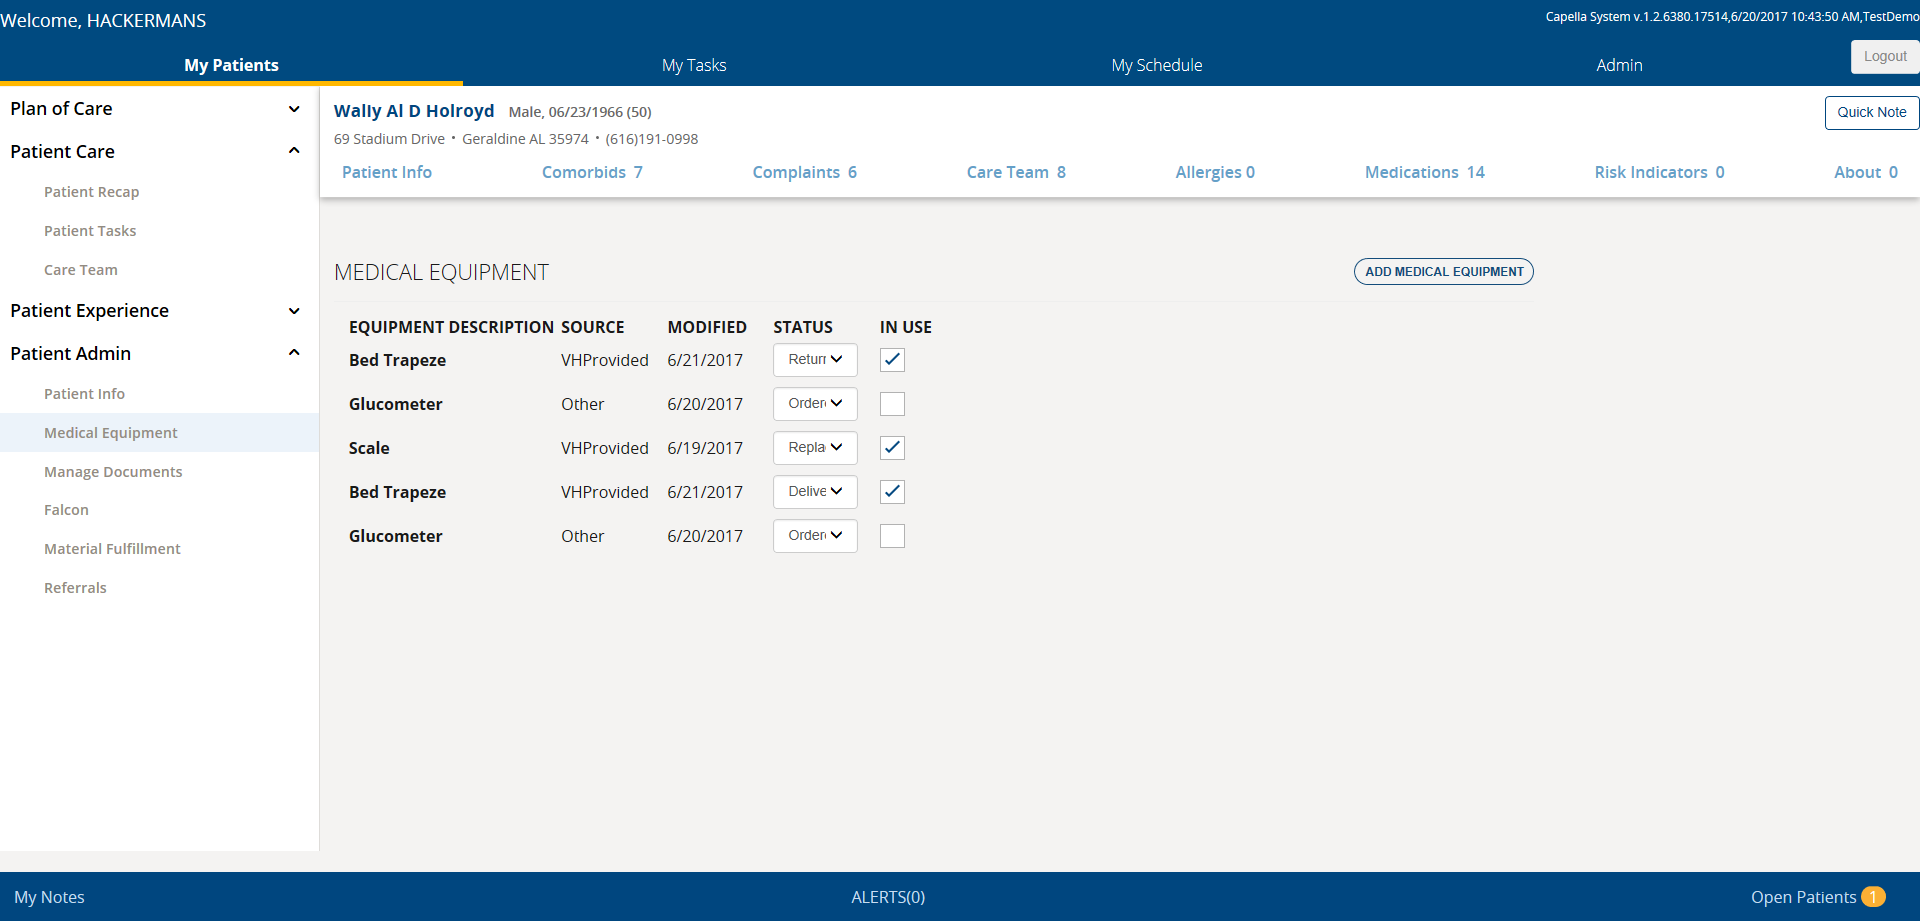 Welcome, HACKERMANS
Capella System v.1.2.6380.17514,6/20/2017 10:43:50 AM,TestDemo
My Patients My Tasks My Schedule Admin Logout
Plan of Care
Patient Care
Patient Recap
Patient Tasks
Care Team
Patient Experience
Patient Admin
Patient Info
Medical Equipment
Manage Documents
Falcon
Material Fulfillment
Referrals
Wally Al D Holroyd Male, 06/23/1966 (50)
Quick Note
69 Stadium Drive • Geraldine AL 35974 • (616)191-0998
Patient Info Comorbids 7 Complaints 6 Care Team 8 Allergies 0 Medications 14 Risk Indicators 0 About 0
MEDICAL EQUIPMENT
ADD MEDICAL EQUIPMENT
EQUIPMENT DESCRIPTION SOURCE MODIFIED STATUS IN USE
Bed Trapeze VHProvided 6/21/2017 Return
Glucometer Other 6/20/2017 Order
Scale VHProvided 6/19/2017 Repla
Bed Trapeze VHProvided 6/21/2017 Delive
Glucometer Other 6/20/2017 Order
My Notes ALERTS(0) Open Patients 1